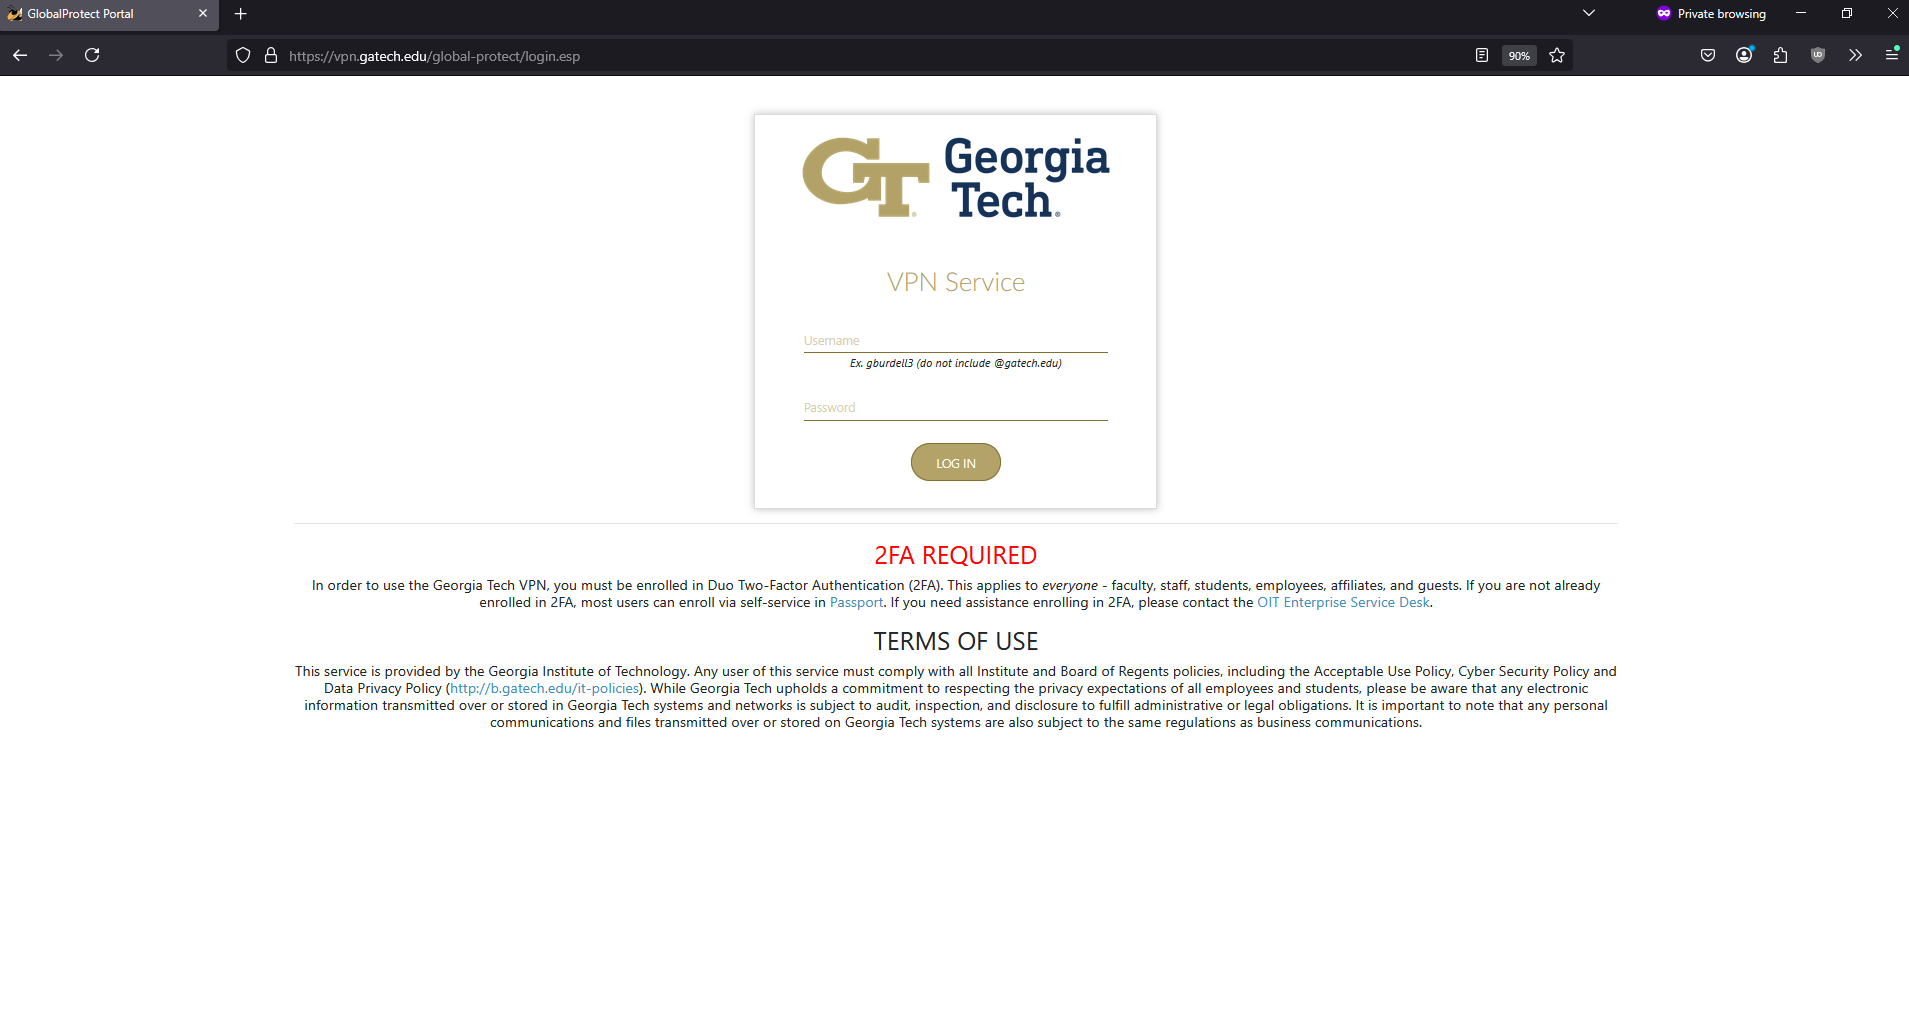 GlobalProtect Portal
Private browsing
https://vpn.gatech.edu/global-protect/login.esp
90%
GT
Georgia
Tech
VPN Service
Username
Ex. gburdell3 (do not include @gatech.edu)
Password
LOG IN
2FA REQUIRED
In order to use the Georgia Tech VPN, you must be enrolled in Duo Two-Factor Authentication (2FA). This applies to everyone - faculty, staff, students, employees, affiliates, and guests. If you are not already
enrolled in 2FA, most users can enroll via self-service in Passport. If you need assistance enrolling in 2FA, please contact the OIT Enterprise Service Desk.
TERMS OF USE
This service is provided by the Georgia Institute of Technology. Any user of this service must comply with all Institute and Board of Regents policies, including the Acceptable Use Policy, Cyber Security Policy and
Data Privacy Policy (http://b.gatech.edu/it-policies). While Georgia Tech upholds a commitment to respecting the privacy expectations of all employees and students, please be aware that any electronic
information transmitted over or stored in Georgia Tech systems and networks is subject to audit, inspection, and disclosure to fulfill administrative or legal obligations. It is important to note that any personal
communications and files transmitted over or stored on Georgia Tech systems are also subject to the same regulations as business communications.